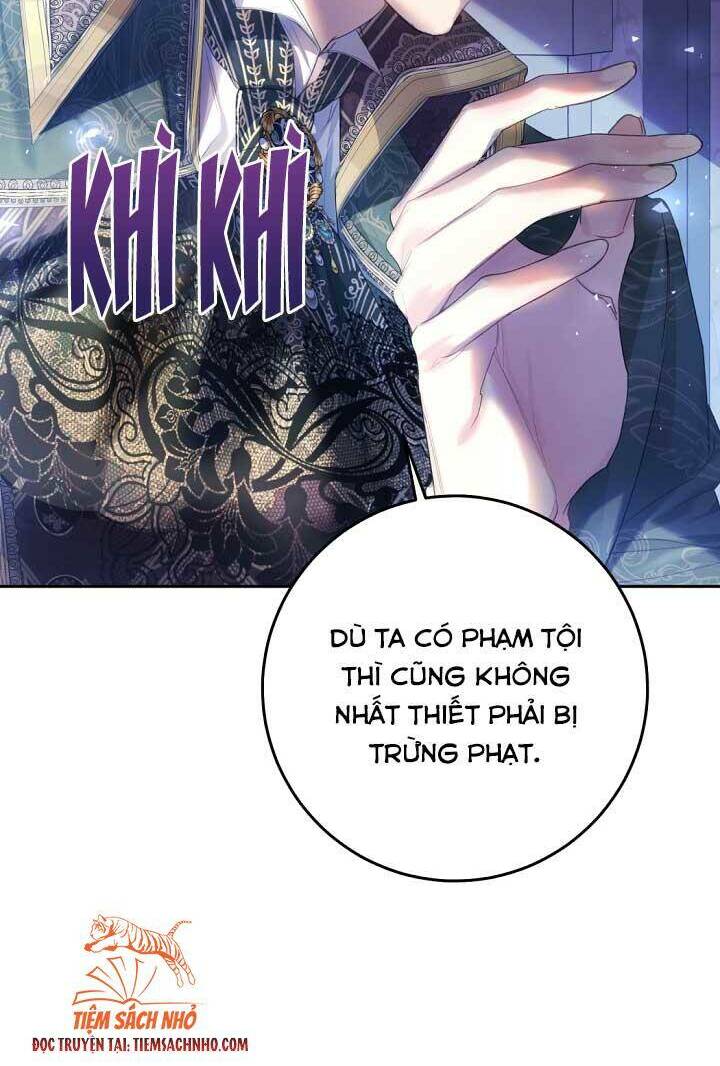 KHÌ KHÌ
DÙ TA CÓ PHẠM TỘI
THÌ CŨNG KHÔNG
NHẤT THIẾT PHẢI BỊ
TRỪNG PHẠT.
TIỆM SÁCH NHỎ
ĐỌC TRUYỆN TẠI: TIEMSACHNHO.COM